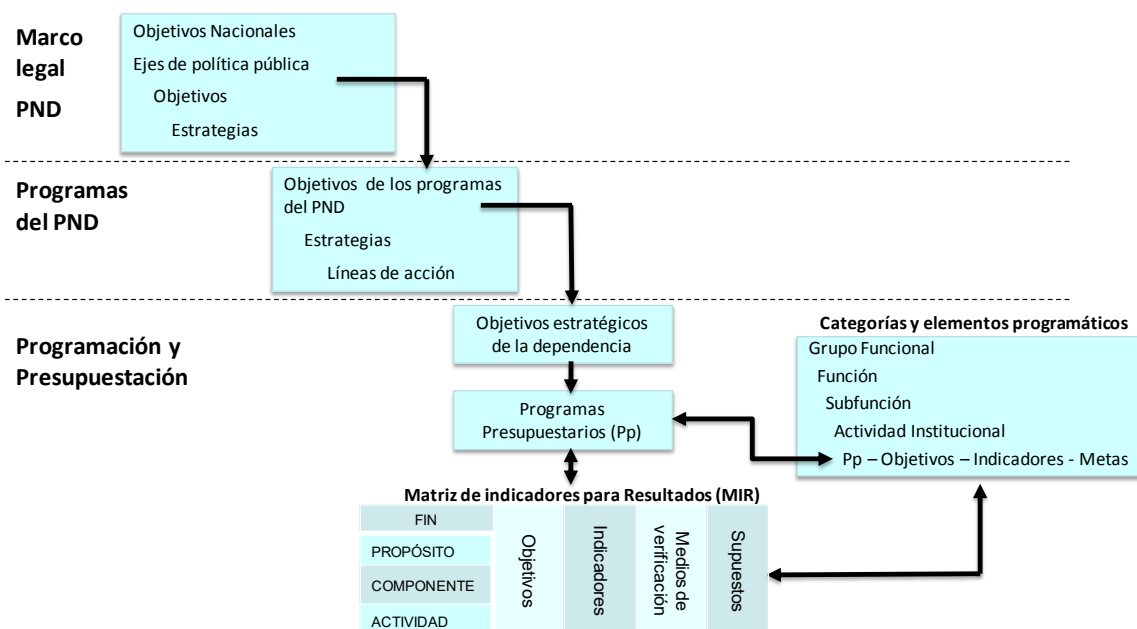 Marco
legal
PND
Objetivos Nacionales
Ejes de política pública
Objetivos
Estrategias
Programas
del PND
Objetivos de los programas
del PND
Estrategias
Líneas de acción
Programación y
Presupuestación
Objetivos estratégicos
de la dependencia
Programas
Presupuestarios (Pp)
Categorías y elementos programáticos
Grupo Funcional
Función
Subfunción
Actividad Institucional
Pp – Objetivos – Indicadores - Metas
Matriz de indicadores para Resultados (MIR)
FIN
PROPÓSITO
COMPONENTE
ACTIVIDAD
Objetivos
Indicadores
Medios de
verificación
Supuestos